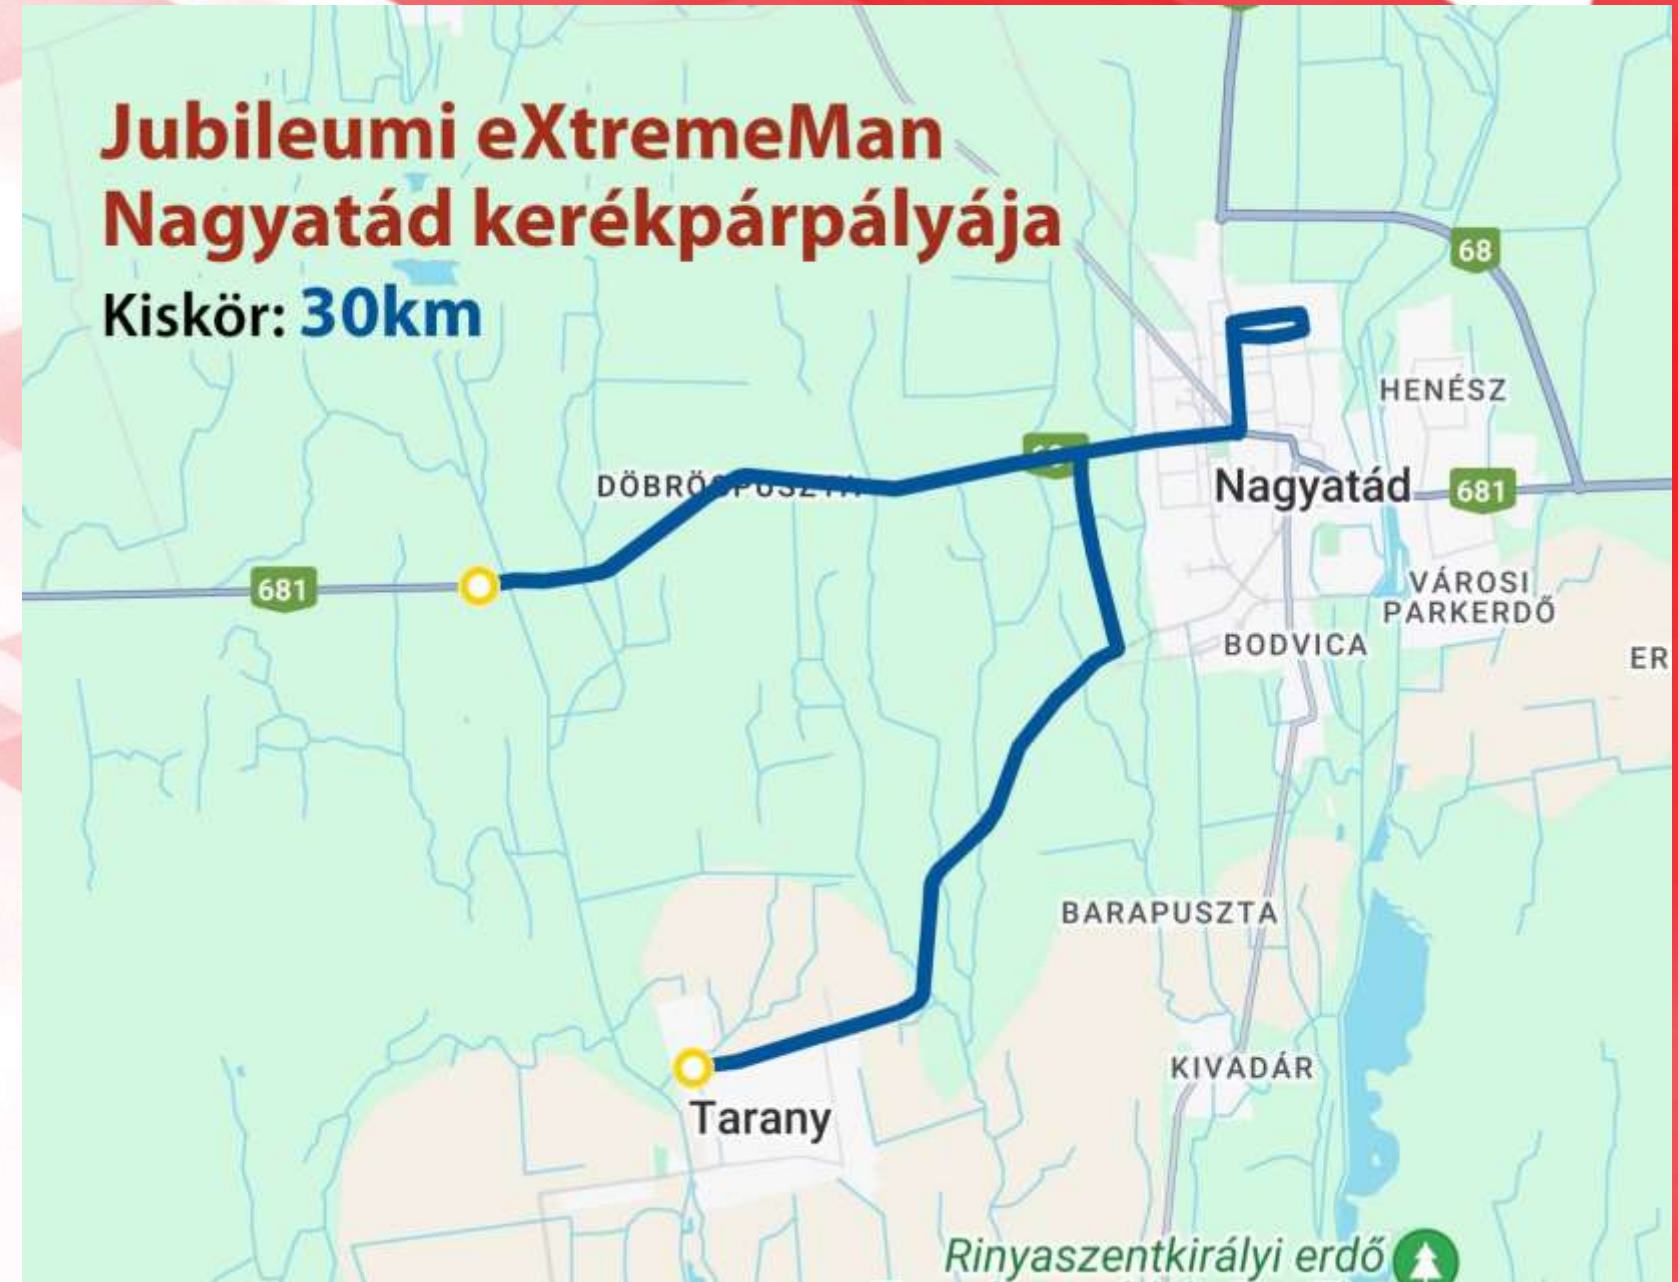 Jubileumi eXtremeMan
Nagyatád kerékpárpályája
Kiskör: 30km
68
HENÉSZ
Nagyatád
681
681
VÁROSI
PARKERDŐ
BODVICA
ER
BARAPUSZTA
KIVADÁR
Tarany
Rinyaszentkirályi erdő